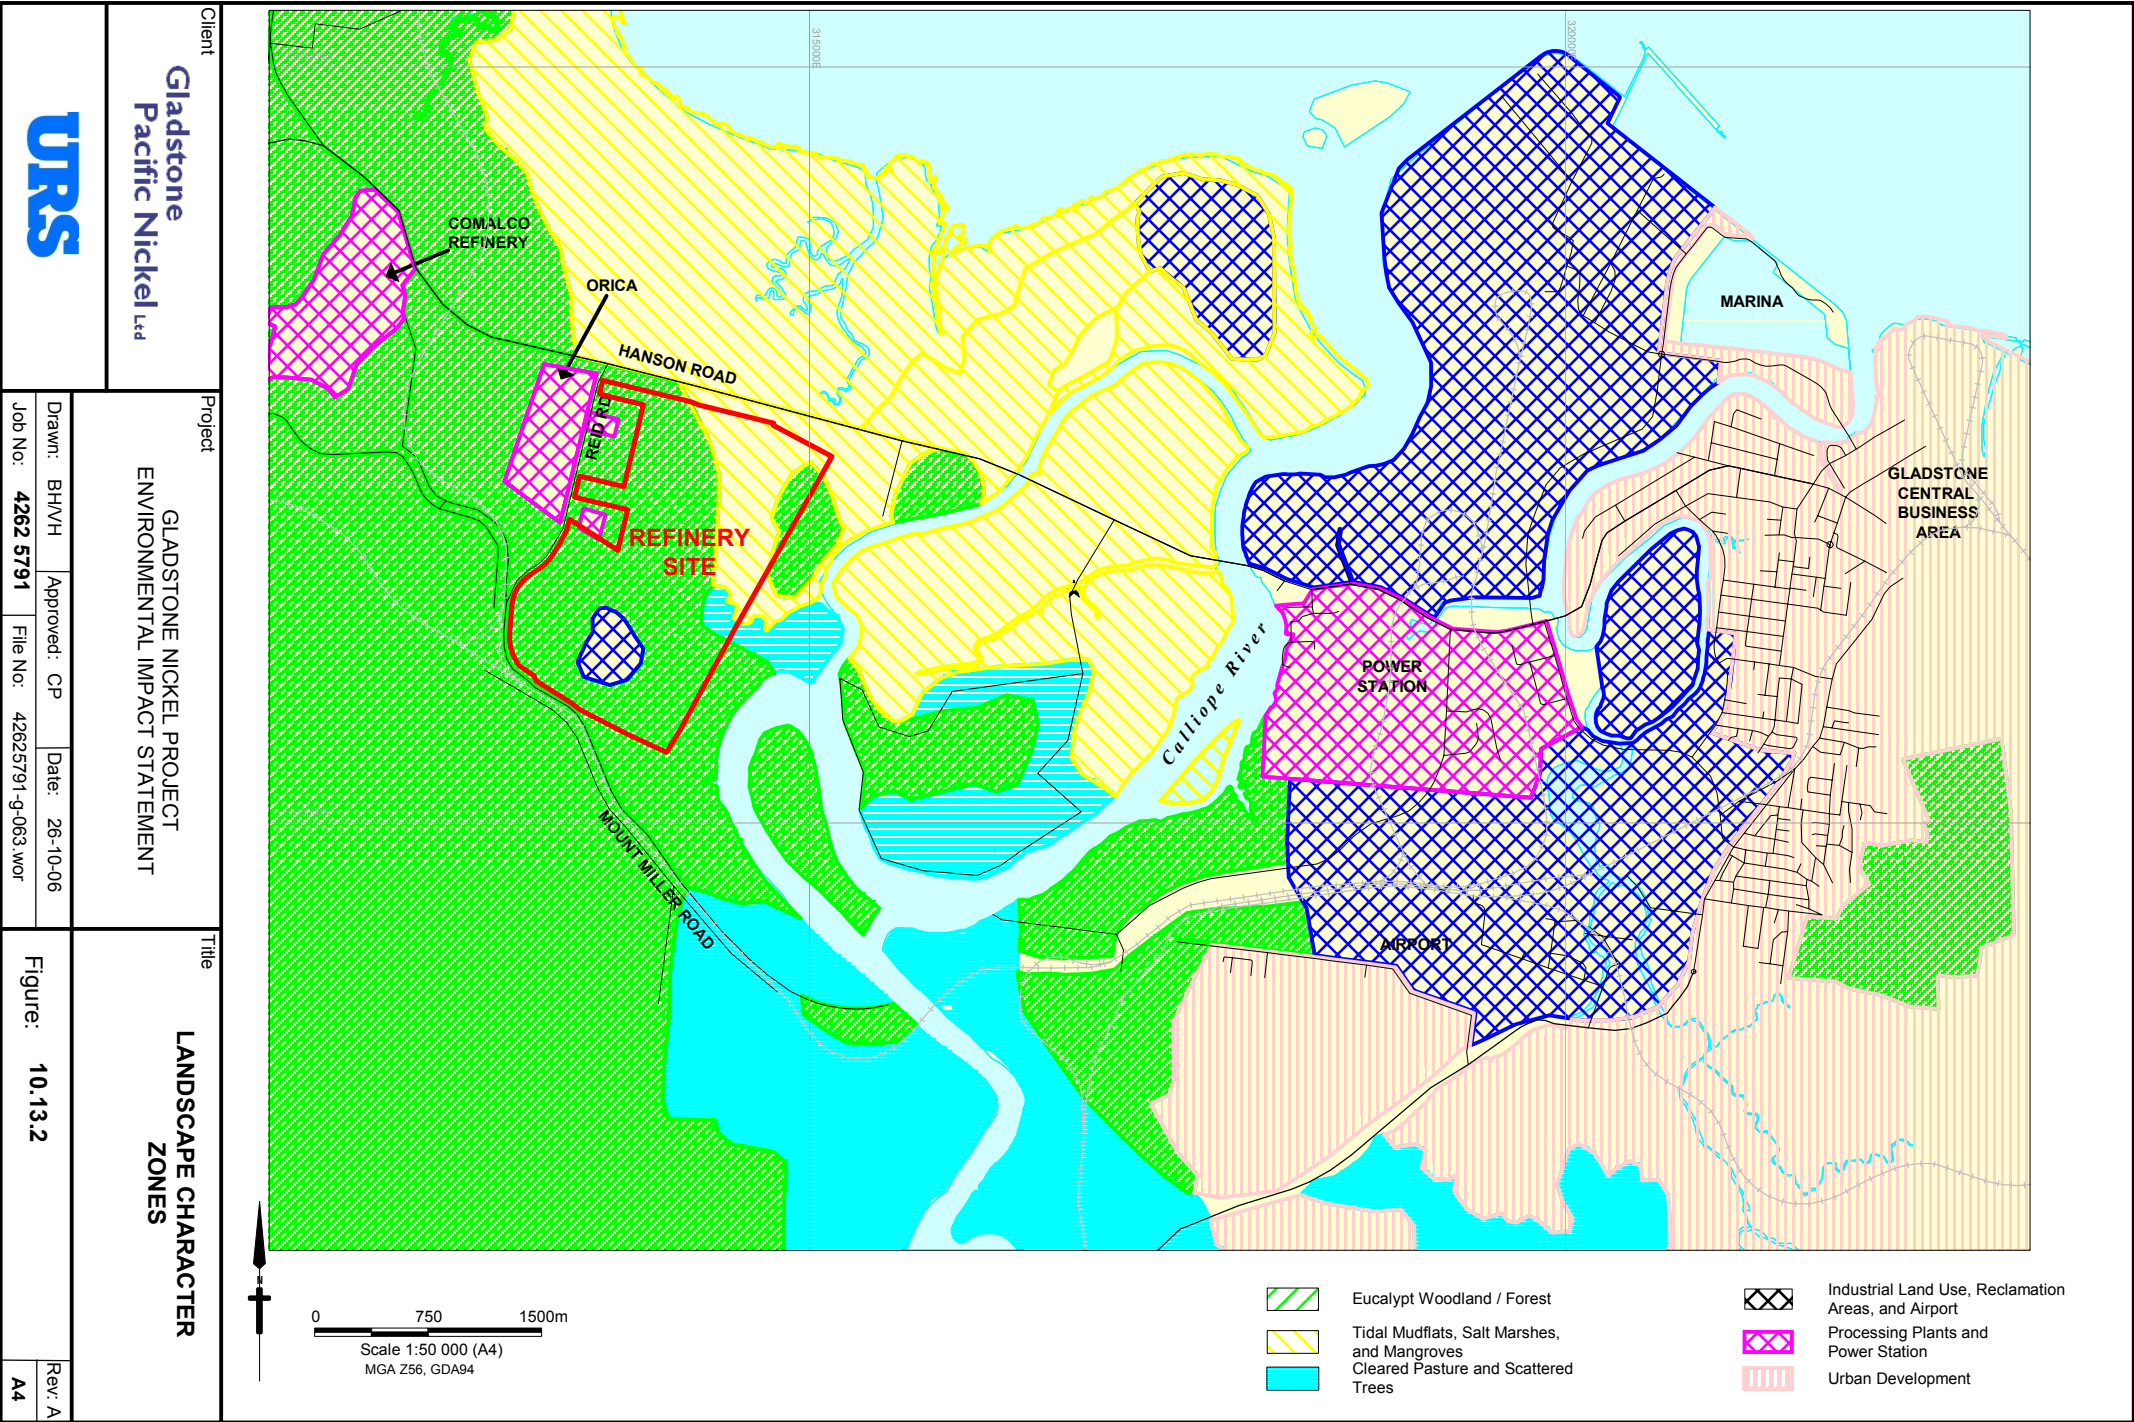 Client
Gladstone
Pacific Nickel Ltd
URS
Project
GLADSTONE NICKEL PROJECT
ENVIRONMENTAL IMPACT STATEMENT
Drawn: BH/VH
Approved: CP
Date: 26-10-06
Job No: 4262 5791
File No: 42625791-g-063.wor
Title
LANDSCAPE CHARACTER
ZONES
Figure: 10.13.2
Rev: A
A4
315000E
COMALCO
REFINERY
ORICA
HANSON ROAD
REID RD
REFINERY
SITE
MOUNT MILLER ROAD
Calliope River
POWER
STATION
AIRPORT
MARINA
GLADSTONE
CENTRAL
BUSINESS
AREA
N
0 750 1500m
Scale 1:50 000 (A4)
MGA Z56, GDA94
Eucalypt Woodland / Forest
Tidal Mudflats, Salt Marshes,
and Mangroves
Cleared Pasture and Scattered
Trees
Industrial Land Use, Reclamation
Areas, and Airport
Processing Plants and
Power Station
Urban Development